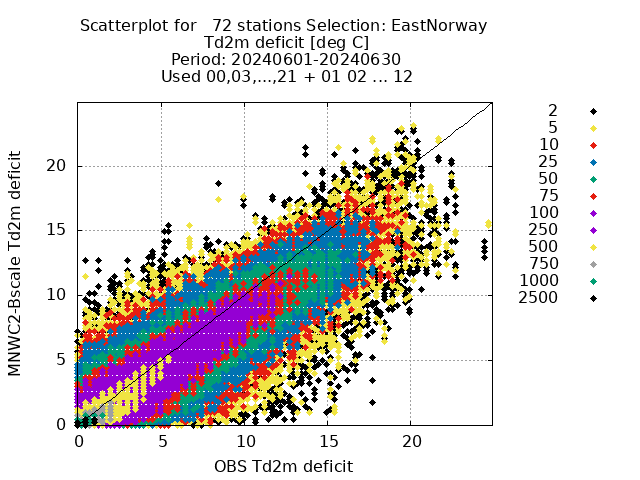 Scatterplot for   72 stations Selection: EastNorway
Td2m deficit [deg C]
Period: 20240601-20240630
Used 00,03,...,21 + 01 02 ... 12
MNWC2-Bscale Td2m deficit
20
15
10
5
0
0 5 10 15 20
OBS Td2m deficit
2
5
10
25
50
75
100
250
500
750
1000
2500